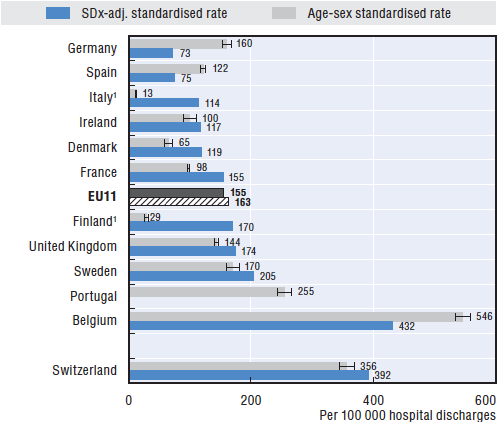 SDx-adj. standardised rate Age-sex standardised rate
Germany 160
73
Spain 122
75
Italy¹ 13
114
Ireland 100
117
Denmark 65
119
France 98
155
EU11 155
163
Finland¹ 29
170
United Kingdom 144
174
Sweden 170
205
Portugal 255
Belgium 546
432
Switzerland 356
392
0 200 400 600
Per 100 000 hospital discharges